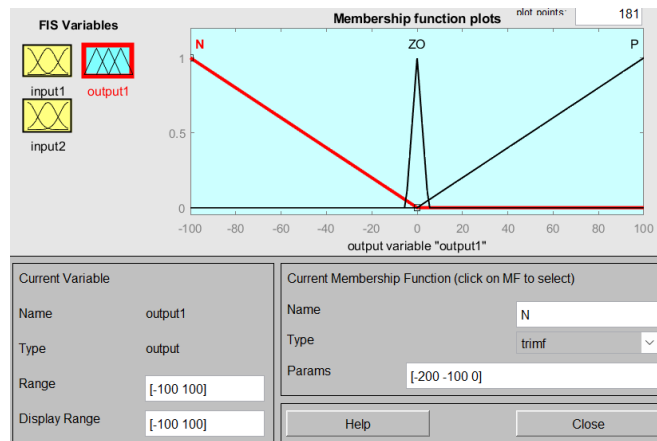 FIS Variables
Membership function plots
plot points:
181
input1
output1
input2
N
ZO
P
1
0.5
0
-100
-80
-60
-40
-20
0
20
40
60
80
100
output variable "output1"
Current Variable
Name
output1
Type
output
Range
[-100 100]
Display Range
[-100 100]
Current Membership Function (click on MF to select)
Name
N
Type
trimf
Params
[-200 -100 0]
Help
Close